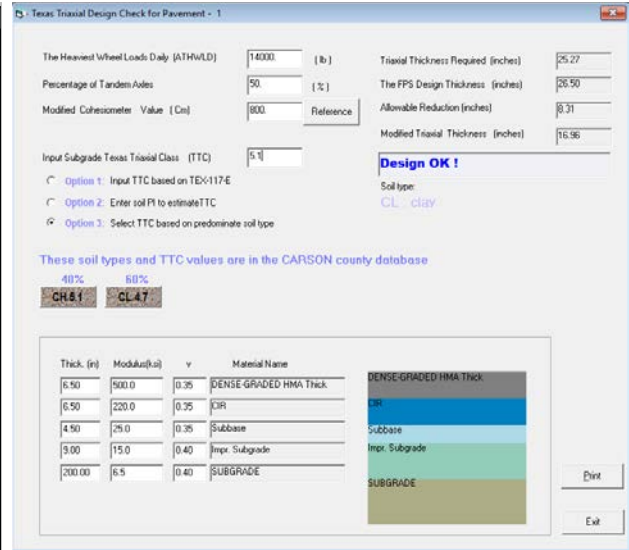 Texas Triaxial Design Check for Pavement - 1
The Heaviest Wheel Loads Daily (ATHWLD) 14000. (lb)
Percentage of Tandem Axles 50. (%)
Modified Cohesiometer Value (Cm) 800. Reference
Input Subgrade Texas Triaxial Class (TTC) 5.1
Option 1: Input TTC based on TEX-117-E
Option 2: Enter soil PI to estimateTTC
Option 3: Select TTC based on predominate soil type
Triaxial Thickness Required (inches) 25.27
The FPS Design Thickness (inches) 26.50
Allowable Reduction (inches) 8.31
Modified Triaxial Thickness (inches) 16.96
Design OK !
Soil type:
CL clay
These soil types and TTC values are in the CARSON county database
40% 60%
CH:5.1 CL:4.7
Thick. (in) Modulus(ksi) v Material Name
6.50 500.0 0.35 DENSE-GRADED HMA Thick
6.50 220.0 0.35 CIR
4.50 25.0 0.35 Subbase
9.00 15.0 0.40 Impr. Subgrade
200.00 6.5 0.40 SUBGRADE
DENSE-GRADED HMA Thick
CIR
Subbase
Impr. Subgrade
SUBGRADE
Print
Exit